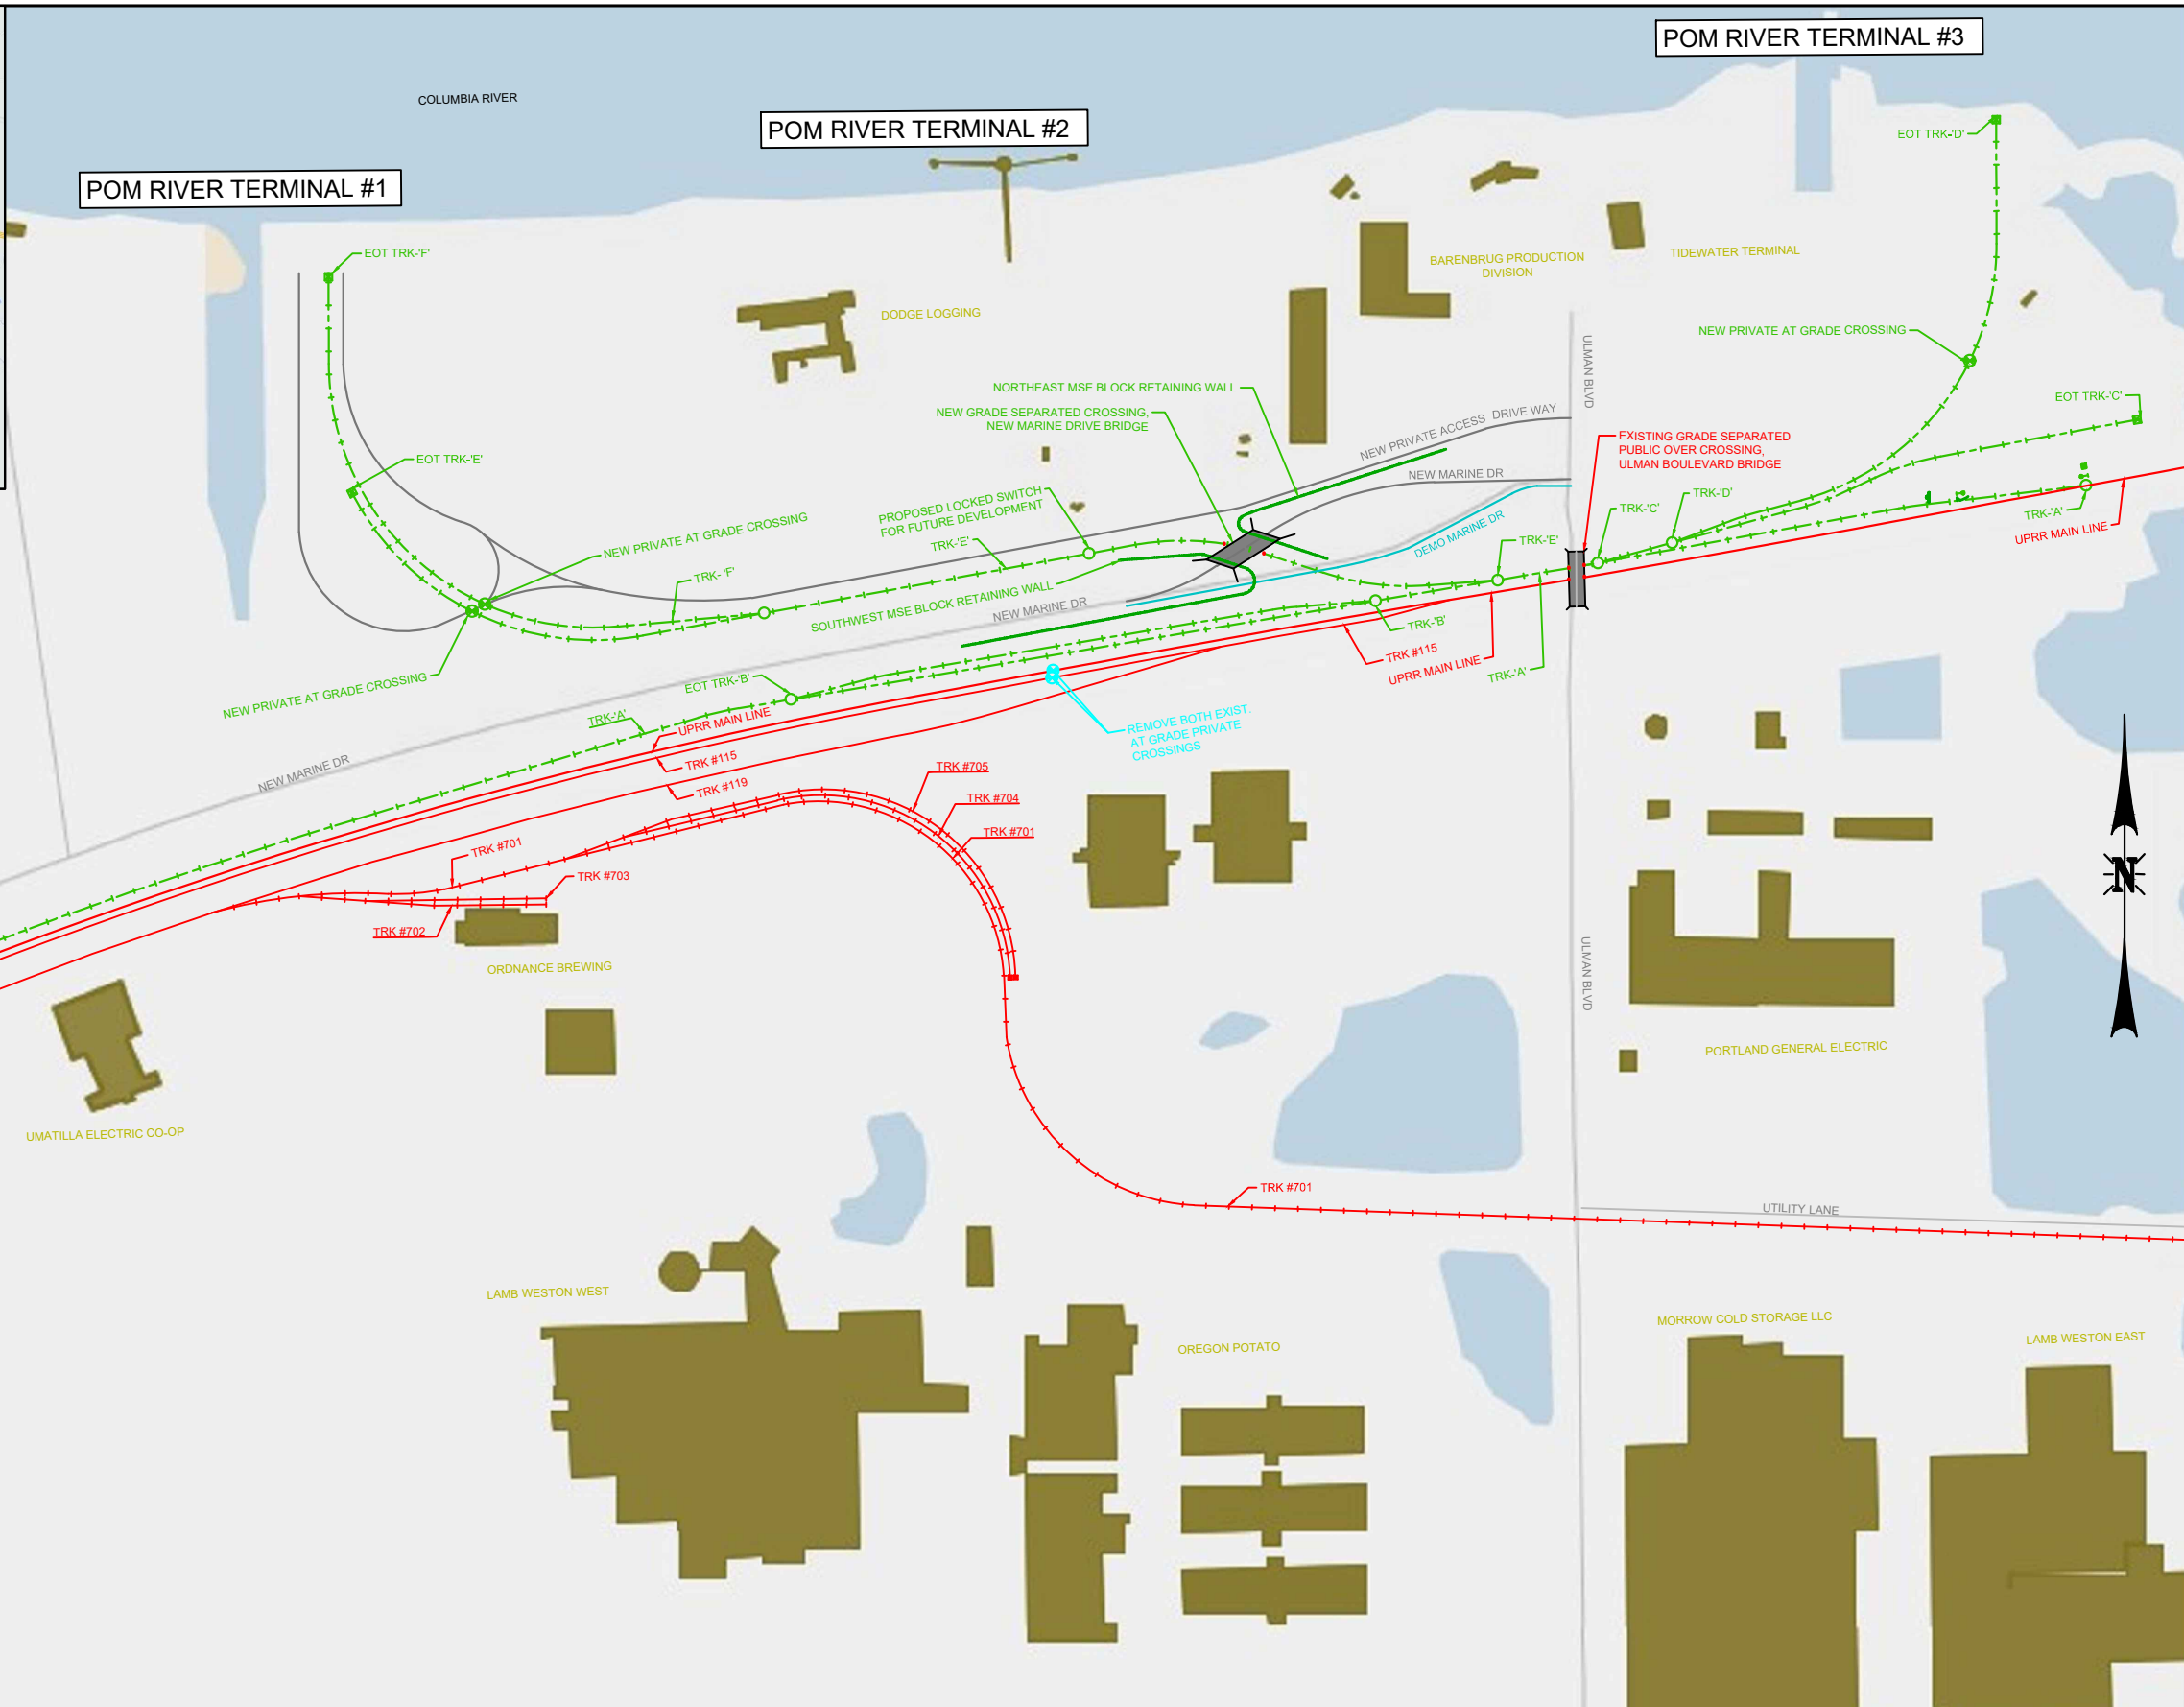 POM RIVER TERMINAL #3
COLUMBIA RIVER
POM RIVER TERMINAL #2
EOT TRK-'D'
POM RIVER TERMINAL #1
EOT TRK-'F'
BARENBRUG PRODUCTION
DIVISION
TIDEWATER TERMINAL
DODGE LOGGING
NEW PRIVATE AT GRADE CROSSING
ULMAN BLVD
NORTHEAST MSE BLOCK RETAINING WALL
NEW GRADE SEPARATED CROSSING,
NEW MARINE DRIVE BRIDGE
NEW PRIVATE ACCESS DRIVE WAY
EOT TRK-'C'
EXISTING GRADE SEPARATED
PUBLIC OVER CROSSING,
ULMAN BOULEVARD BRIDGE
EOT TRK-'E'
NEW MARINE DR
PROPOSED LOCKED SWITCH
FOR FUTURE DEVELOPMENT
TRK-'D'
TRK-'C'
TRK-'A'
UPRR MAIN LINE
NEW PRIVATE AT GRADE CROSSING
TRK-'E'
DEMO MARINE DR
TRK-'E'
TRK- 'F'
SOUTHWEST MSE BLOCK RETAINING WALL
NEW MARINE DR
TRK-'B'
TRK #115
UPRR MAIN LINE
TRK-'A'
NEW PRIVATE AT GRADE CROSSING
EOT TRK-'B'
TRK-'A'
UPRR MAIN LINE
REMOVE BOTH EXIST.
AT GRADE PRIVATE
CROSSINGS
NEW MARINE DR
TRK #115
TRK #119
TRK #705
TRK #704
TRK #701
TRK #701
TRK #703
TRK #702
N
ORDNANCE BREWING
ULMAN BLVD
PORTLAND GENERAL ELECTRIC
UMATILLA ELECTRIC CO-OP
TRK #701
UTILITY LANE
LAMB WESTON WEST
OREGON POTATO
MORROW COLD STORAGE LLC
LAMB WESTON EAST